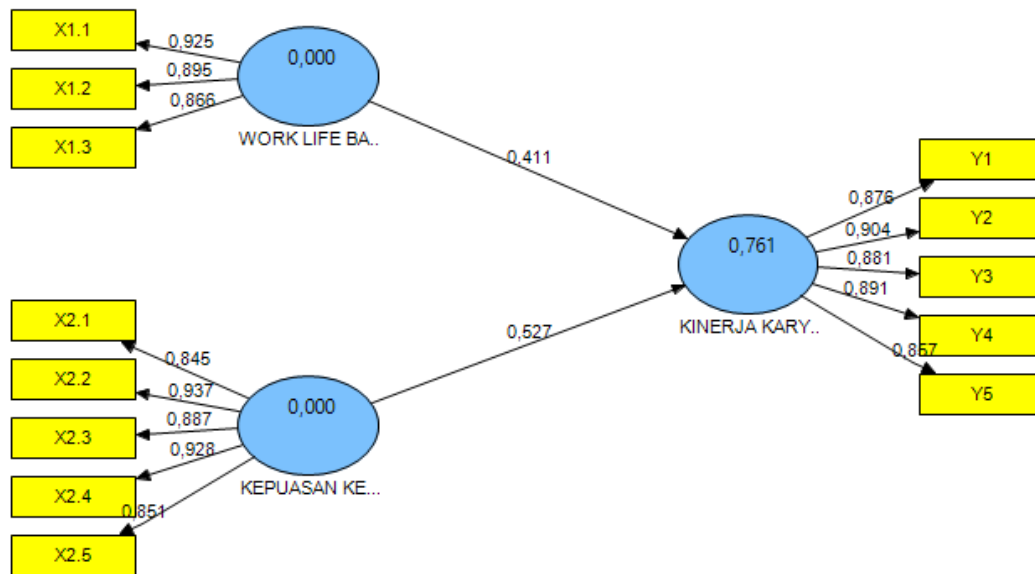 X1.1
0,925
X1.2
0,895
X1.3
0,866
0,000
WORK LIFE BA..
0,411
X2.1
0,845
X2.2
0,937
X2.3
0,887
X2.4
0,928
X2.5
0,851
0,000
KEPUASAN KE...
0,527
0,761
KINERJA KARY..
Y1
0,876
Y2
0,904
Y3
0,881
Y4
0,891
Y5
0,857